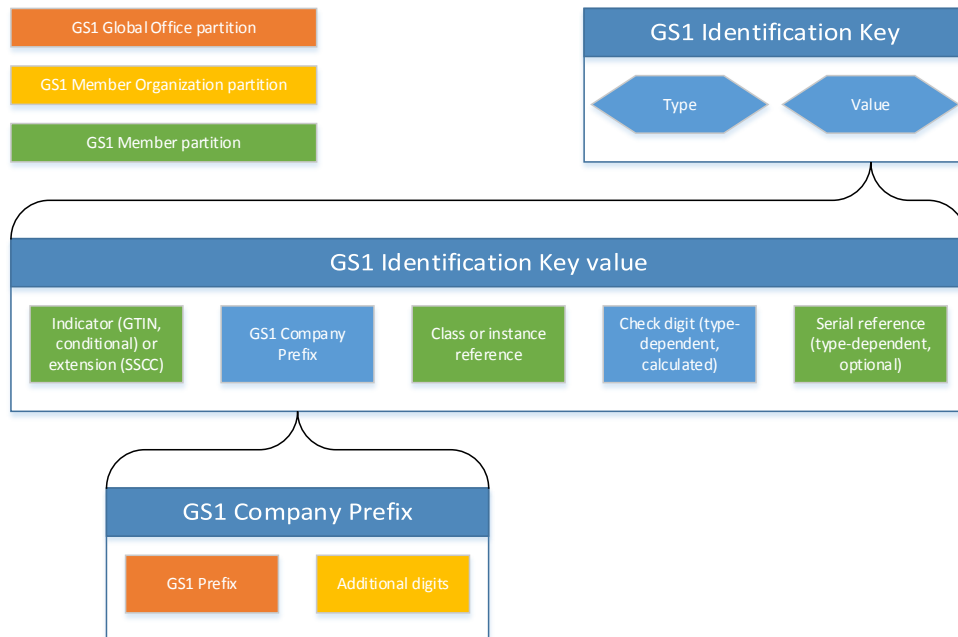 GS1 Global Office partition
GS1 Member Organization partition
GS1 Member partition
GS1 Identification Key
Type
Value
GS1 Identification Key value
Indicator (GTIN,
conditional) or
extension (SSCC)
GS1 Company
Prefix
Class or instance
reference
Check digit (type-
dependent,
calculated)
Serial reference
(type-dependent,
optional)
GS1 Company Prefix
GS1 Prefix
Additional digits